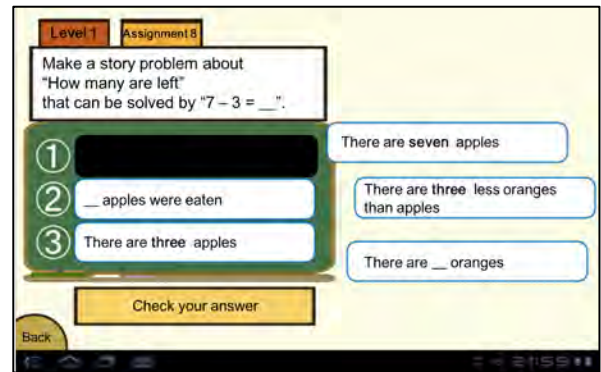 Level 1
Assignment 8
Make a story problem about
“How many are left”
that can be solved by “7 – 3 = __”.
①
② __ apples were eaten
③ There are three apples
There are seven apples
There are three less oranges
than apples
There are __ oranges
Check your answer
Back
21:59